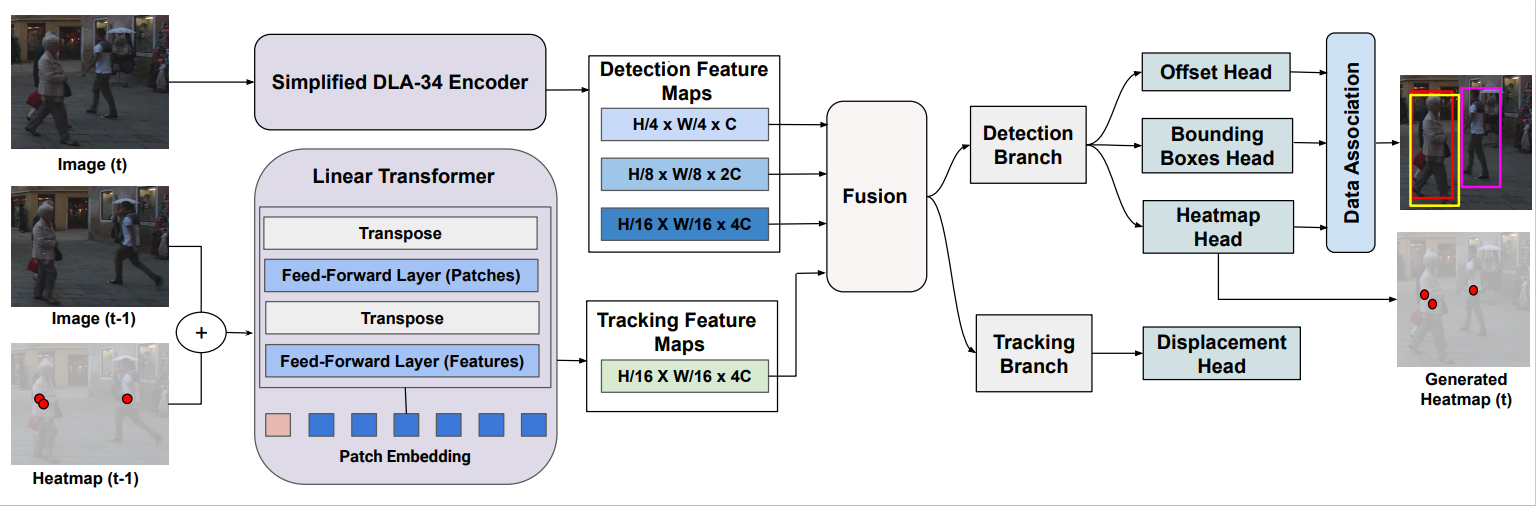 Image (t)
Image (t-1)
Heatmap (t-1)
+
Simplified DLA-34 Encoder
Linear Transformer
Transpose
Feed-Forward Layer (Patches)
Transpose
Feed-Forward Layer (Features)
Patch Embedding
Detection Feature
Maps
H/4 x W/4 x C
H/8 x W/8 x 2C
H/16 X W/16 x 4C
Tracking Feature
Maps
H/16 X W/16 x 4C
Fusion
Detection
Branch
Tracking
Branch
Offset Head
Bounding
Boxes Head
Heatmap
Head
Displacement
Head
Data Association
Generated
Heatmap (t)